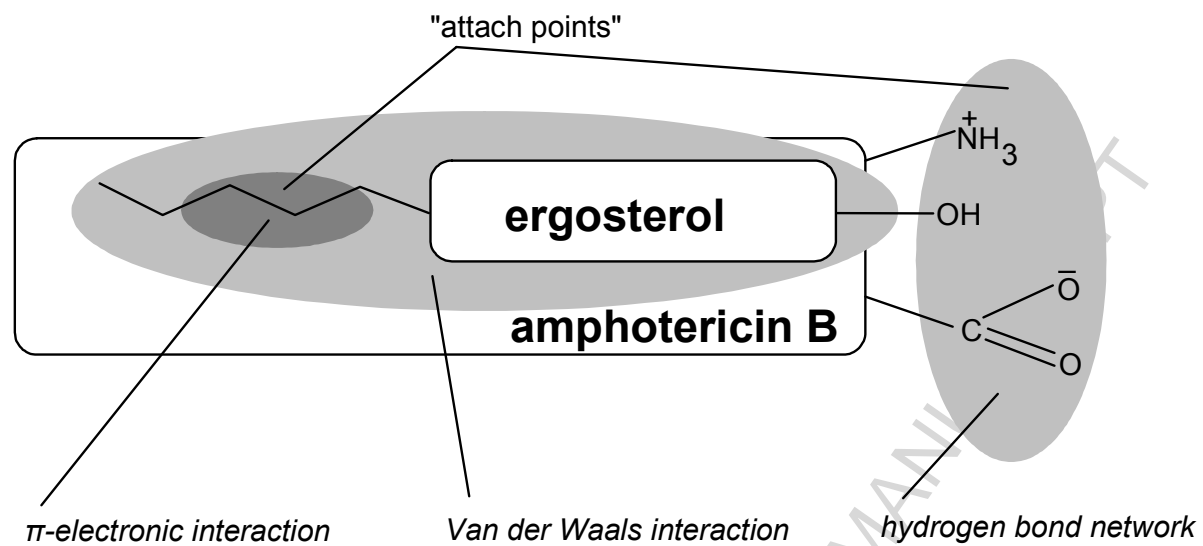 "attach points"
+
NH3
ergosterol
OH
amphotericin B
–
O
C
O
π-electronic interaction
Van der Waals interaction
hydrogen bond network